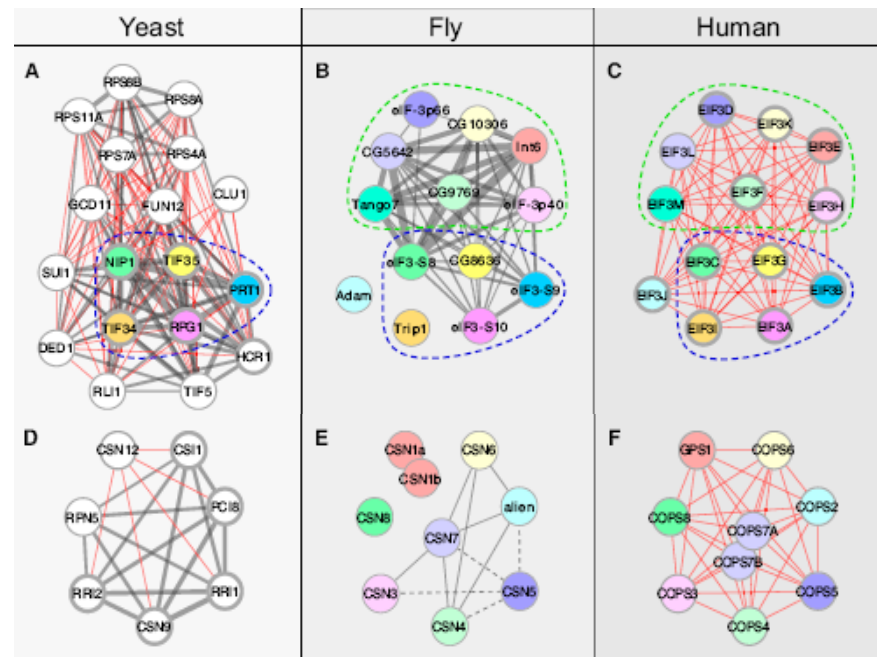 Yeast
Fly
Human
A
RPS6B
RPS8A
RPS11A
RPS7A
RPS4A
CLU1
GCD11
FUN12
NIP1
TIF35
SUI1
PRT1
TIF34
RPG1
DED1
HCR1
RLI1
TIF5
B
eIF-3p66
CG10306
CG5642
Int6
CG9769
Tango7
eIF-3p40
eIF3-S8
CG8636
Adam
eIF3-S9
Trip1
eIF3-S10
C
EIF3D
EIF3K
EIF3L
EIF3E
EIF3F
EIF3M
EIF3H
EIF3C
EIF3G
EIF3J
EIF3B
EIF3I
EIF3A
D
CSN12
CSI1
RPN5
PCI8
RRI2
RRI1
CSN9
E
CSN1a
CSN6
CSN1b
CSN8
alien
CSN7
CSN3
CSN5
CSN4
F
GPS1
COPS6
COPS8
COPS2
COPS7A
COPS7B
COPS3
COPS5
COPS4